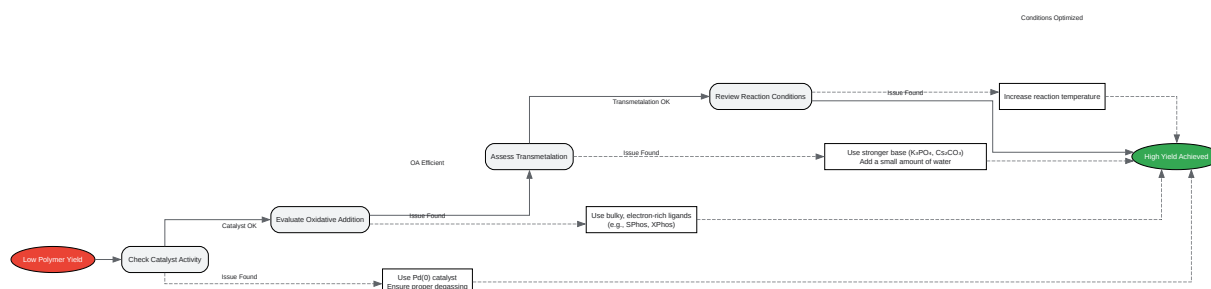 Conditions Optimized
Review Reaction Conditions
Issue Found
Increase reaction temperature
Transmetalation OK
OA Efficient
Assess Transmetalation
Issue Found
Use stronger base (K₃PO₄, Cs₂CO₃)
Add a small amount of water
High Yield Achieved
Evaluate Oxidative Addition
Issue Found
Use bulky, electron-rich ligands
(e.g., SPhos, XPhos)
Catalyst OK
Low Polymer Yield
Check Catalyst Activity
Issue Found
Use Pd(0) catalyst
Ensure proper degassing